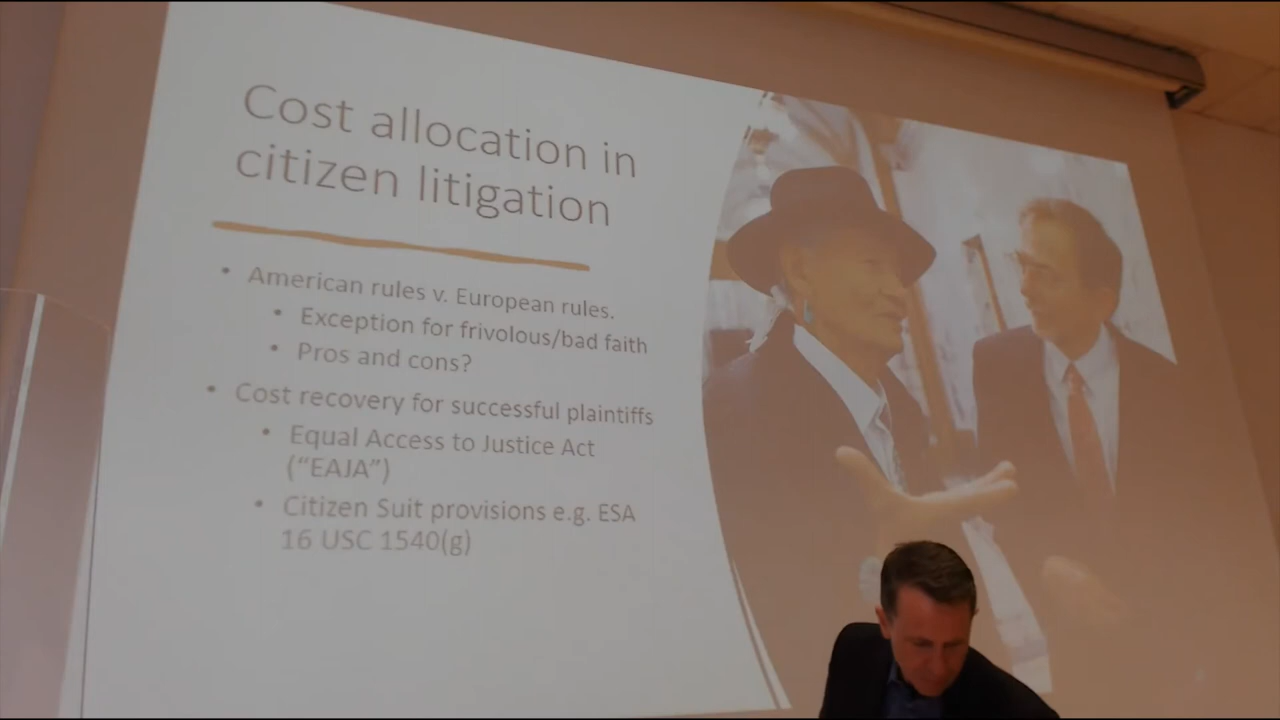 Cost allocation in
citizen litigation
• American rules v. European rules.
• Exception for frivolous/bad faith
• Pros and cons?
• Cost recovery for successful plaintiffs
• Equal Access to Justice Act
(“EAJA”)
• Citizen Suit provisions e.g. ESA
16 USC 1540(g)